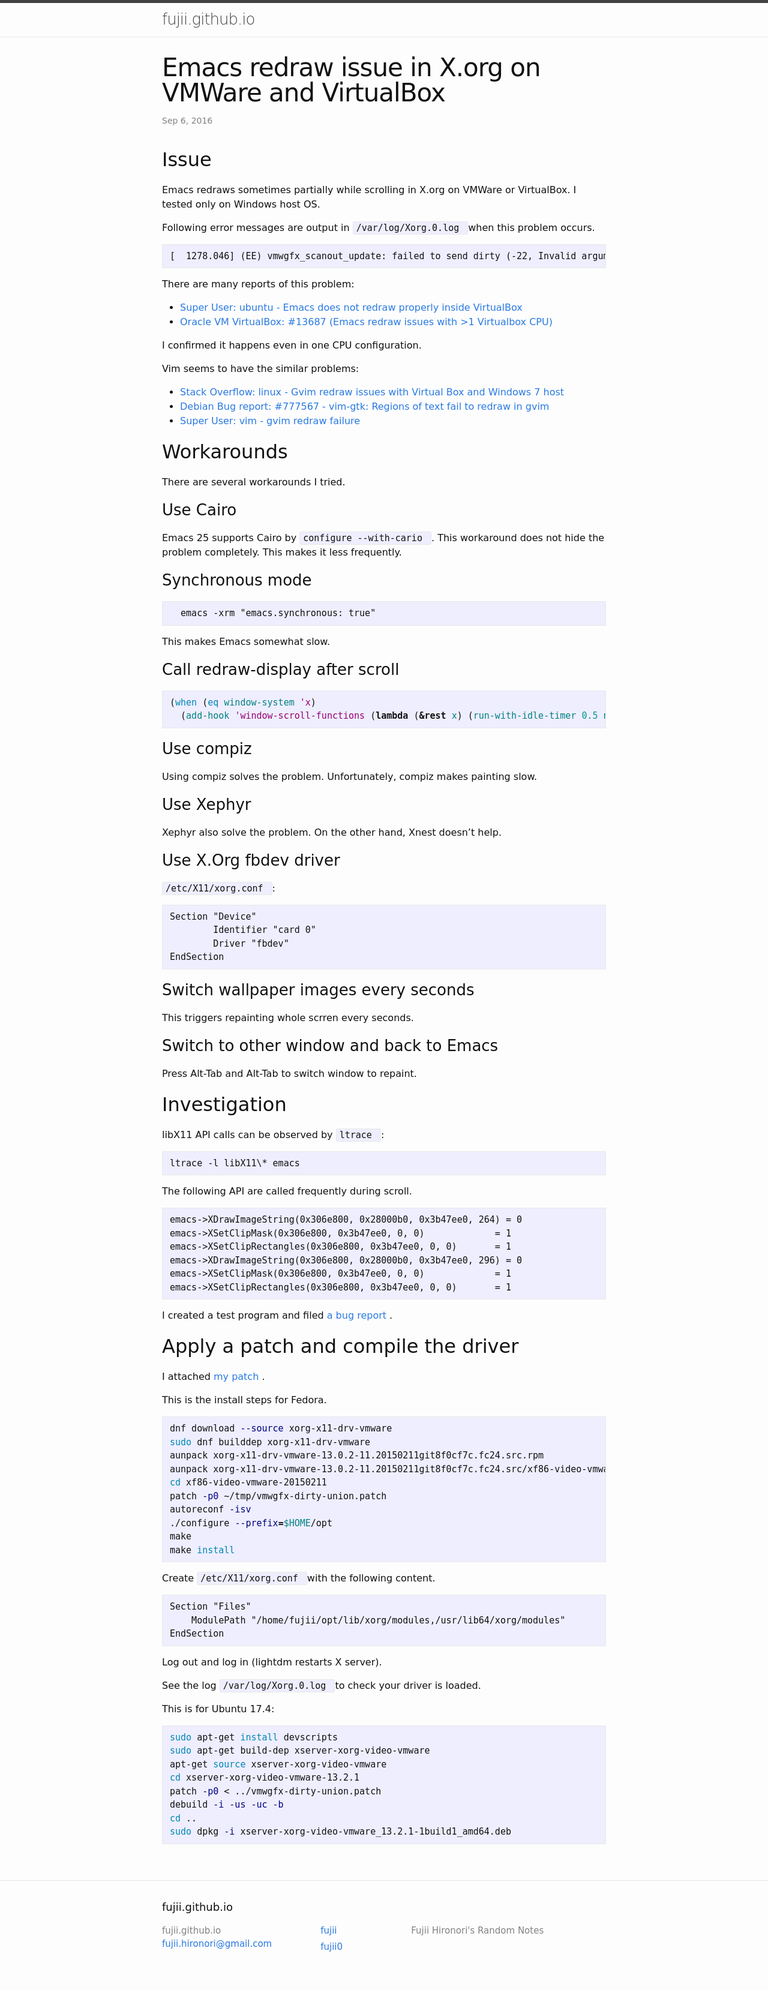 fujii.github.io
Emacs redraw issue in X.org on
VMWare and VirtualBox
Sep 6, 2016
Issue
Emacs redraws sometimes partially while scrolling in X.org on VMWare or VirtualBox. I
tested only on Windows host OS.
Following error messages are output in /var/log/Xorg.0.log when this problem occurs.
[  1278.046] (EE) vmwgfx_scanout_update: failed to send dirty (-22, Invalid argum
There are many reports of this problem:
• Super User: ubuntu - Emacs does not redraw properly inside VirtualBox
• Oracle VM VirtualBox: #13687 (Emacs redraw issues with >1 Virtualbox CPU)
I confirmed it happens even in one CPU configuration.
Vim seems to have the similar problems:
• Stack Overflow: linux - Gvim redraw issues with Virtual Box and Windows 7 host
• Debian Bug report: #777567 - vim-gtk: Regions of text fail to redraw in gvim
• Super User: vim - gvim redraw failure
Workarounds
There are several workarounds I tried.
Use Cairo
Emacs 25 supports Cairo by configure --with-cario . This workaround does not hide the
problem completely. This makes it less frequently.
Synchronous mode
emacs -xrm "emacs.synchronous: true"
This makes Emacs somewhat slow.
Call redraw-display after scroll
(when (eq window-system 'x)
  (add-hook 'window-scroll-functions (lambda (&rest x) (run-with-idle-timer 0.5 n
Use compiz
Using compiz solves the problem. Unfortunately, compiz makes painting slow.
Use Xephyr
Xephyr also solve the problem. On the other hand, Xnest doesn’t help.
Use X.Org fbdev driver
/etc/X11/xorg.conf :
Section "Device"
        Identifier "card 0"
        Driver "fbdev"
EndSection
Switch wallpaper images every seconds
This triggers repainting whole scrren every seconds.
Switch to other window and back to Emacs
Press Alt-Tab and Alt-Tab to switch window to repaint.
Investigation
libX11 API calls can be observed by ltrace :
ltrace -l libX11\* emacs
The following API are called frequently during scroll.
emacs->XDrawImageString(0x306e800, 0x28000b0, 0x3b47ee0, 264) = 0
emacs->XSetClipMask(0x306e800, 0x3b47ee0, 0, 0)             = 1
emacs->XSetClipRectangles(0x306e800, 0x3b47ee0, 0, 0)       = 1
emacs->XDrawImageString(0x306e800, 0x28000b0, 0x3b47ee0, 296) = 0
emacs->XSetClipMask(0x306e800, 0x3b47ee0, 0, 0)             = 1
emacs->XSetClipRectangles(0x306e800, 0x3b47ee0, 0, 0)       = 1
I created a test program and filed a bug report .
Apply a patch and compile the driver
I attached my patch .
This is the install steps for Fedora.
dnf download --source xorg-x11-drv-vmware
sudo dnf builddep xorg-x11-drv-vmware
aunpack xorg-x11-drv-vmware-13.0.2-11.20150211git8f0cf7c.fc24.src.rpm
aunpack xorg-x11-drv-vmware-13.0.2-11.20150211git8f0cf7c.fc24.src/xf86-video-vmwa
cd xf86-video-vmware-20150211
patch -p0 ~/tmp/vmwgfx-dirty-union.patch
autoreconf -isv
./configure --prefix=$HOME/opt
make
make install
Create /etc/X11/xorg.conf with the following content.
Section "Files"
    ModulePath "/home/fujii/opt/lib/xorg/modules,/usr/lib64/xorg/modules"
EndSection
Log out and log in (lightdm restarts X server).
See the log /var/log/Xorg.0.log to check your driver is loaded.
This is for Ubuntu 17.4:
sudo apt-get install devscripts
sudo apt-get build-dep xserver-xorg-video-vmware
apt-get source xserver-xorg-video-vmware
cd xserver-xorg-video-vmware-13.2.1
patch -p0 < ../vmwgfx-dirty-union.patch
debuild -i -us -uc -b
cd ..
sudo dpkg -i xserver-xorg-video-vmware_13.2.1-1build1_amd64.deb
fujii.github.io
fujii.github.io
fujii.hironori@gmail.com
fujii
fujii0
Fujii Hironori's Random Notes